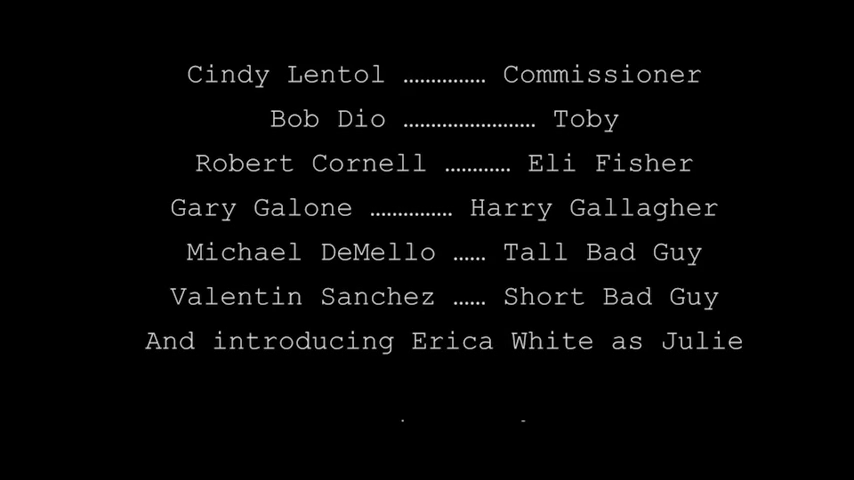 Cindy Lentol …………… Commissioner
Bob Dio …………………… Toby
Robert Cornell ………… Eli Fisher
Gary Galone …………… Harry Gallagher
Michael DeMello …… Tall Bad Guy
Valentin Sanchez …… Short Bad Guy
And introducing Erica White as Julie